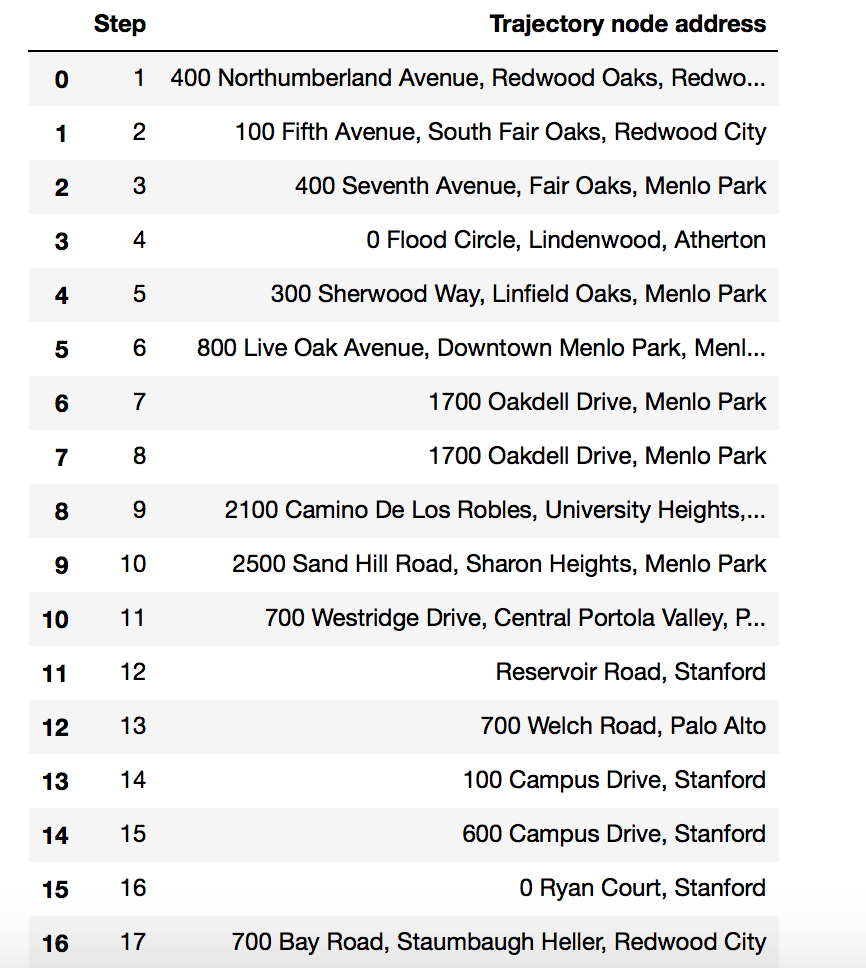 Step Trajectory node address
0 1 400 Northumberland Avenue, Redwood Oaks, Redwo...
1 2 100 Fifth Avenue, South Fair Oaks, Redwood City
2 3 400 Seventh Avenue, Fair Oaks, Menlo Park
3 4 0 Flood Circle, Lindenwood, Atherton
4 5 300 Sherwood Way, Linfield Oaks, Menlo Park
5 6 800 Live Oak Avenue, Downtown Menlo Park, Menl...
6 7 1700 Oakdell Drive, Menlo Park
7 8 1700 Oakdell Drive, Menlo Park
8 9 2100 Camino De Los Robles, University Heights,...
9 10 2500 Sand Hill Road, Sharon Heights, Menlo Park
10 11 700 Westridge Drive, Central Portola Valley, P...
11 12 Reservoir Road, Stanford
12 13 700 Welch Road, Palo Alto
13 14 100 Campus Drive, Stanford
14 15 600 Campus Drive, Stanford
15 16 0 Ryan Court, Stanford
16 17 700 Bay Road, Staumbaugh Heller, Redwood City